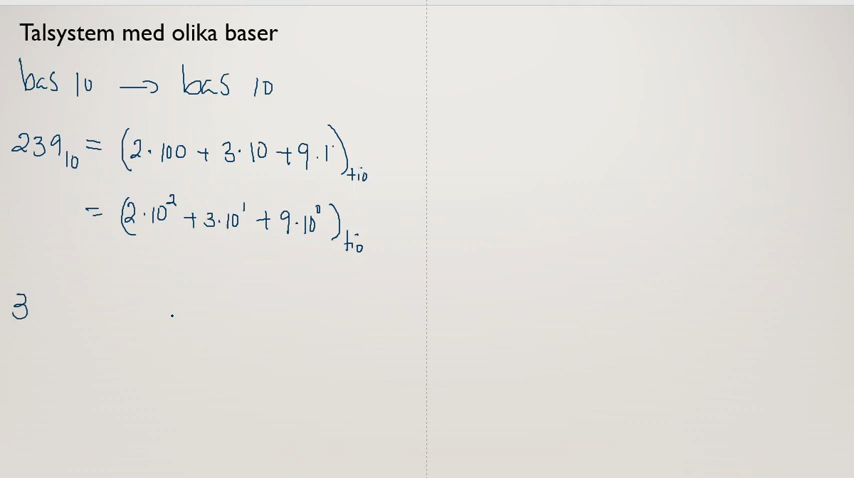 Talsystem med olika baser
bas 10 → bas 10
239₁₀ = (2·100 + 3·10 + 9·1)tio
= (2·10² + 3·10¹ + 9·10⁰)tio
3